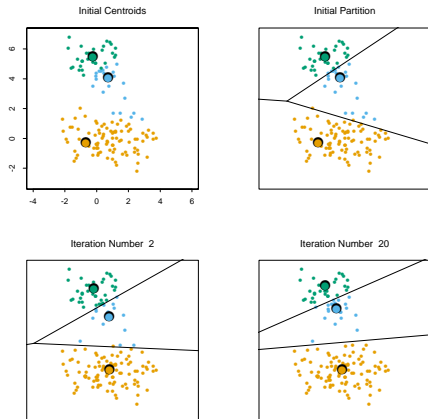 Initial Centroids
Initial Partition
6
4
2
0
-2
-4 -2 0 2 4 6
Iteration Number 2
Iteration Number 20